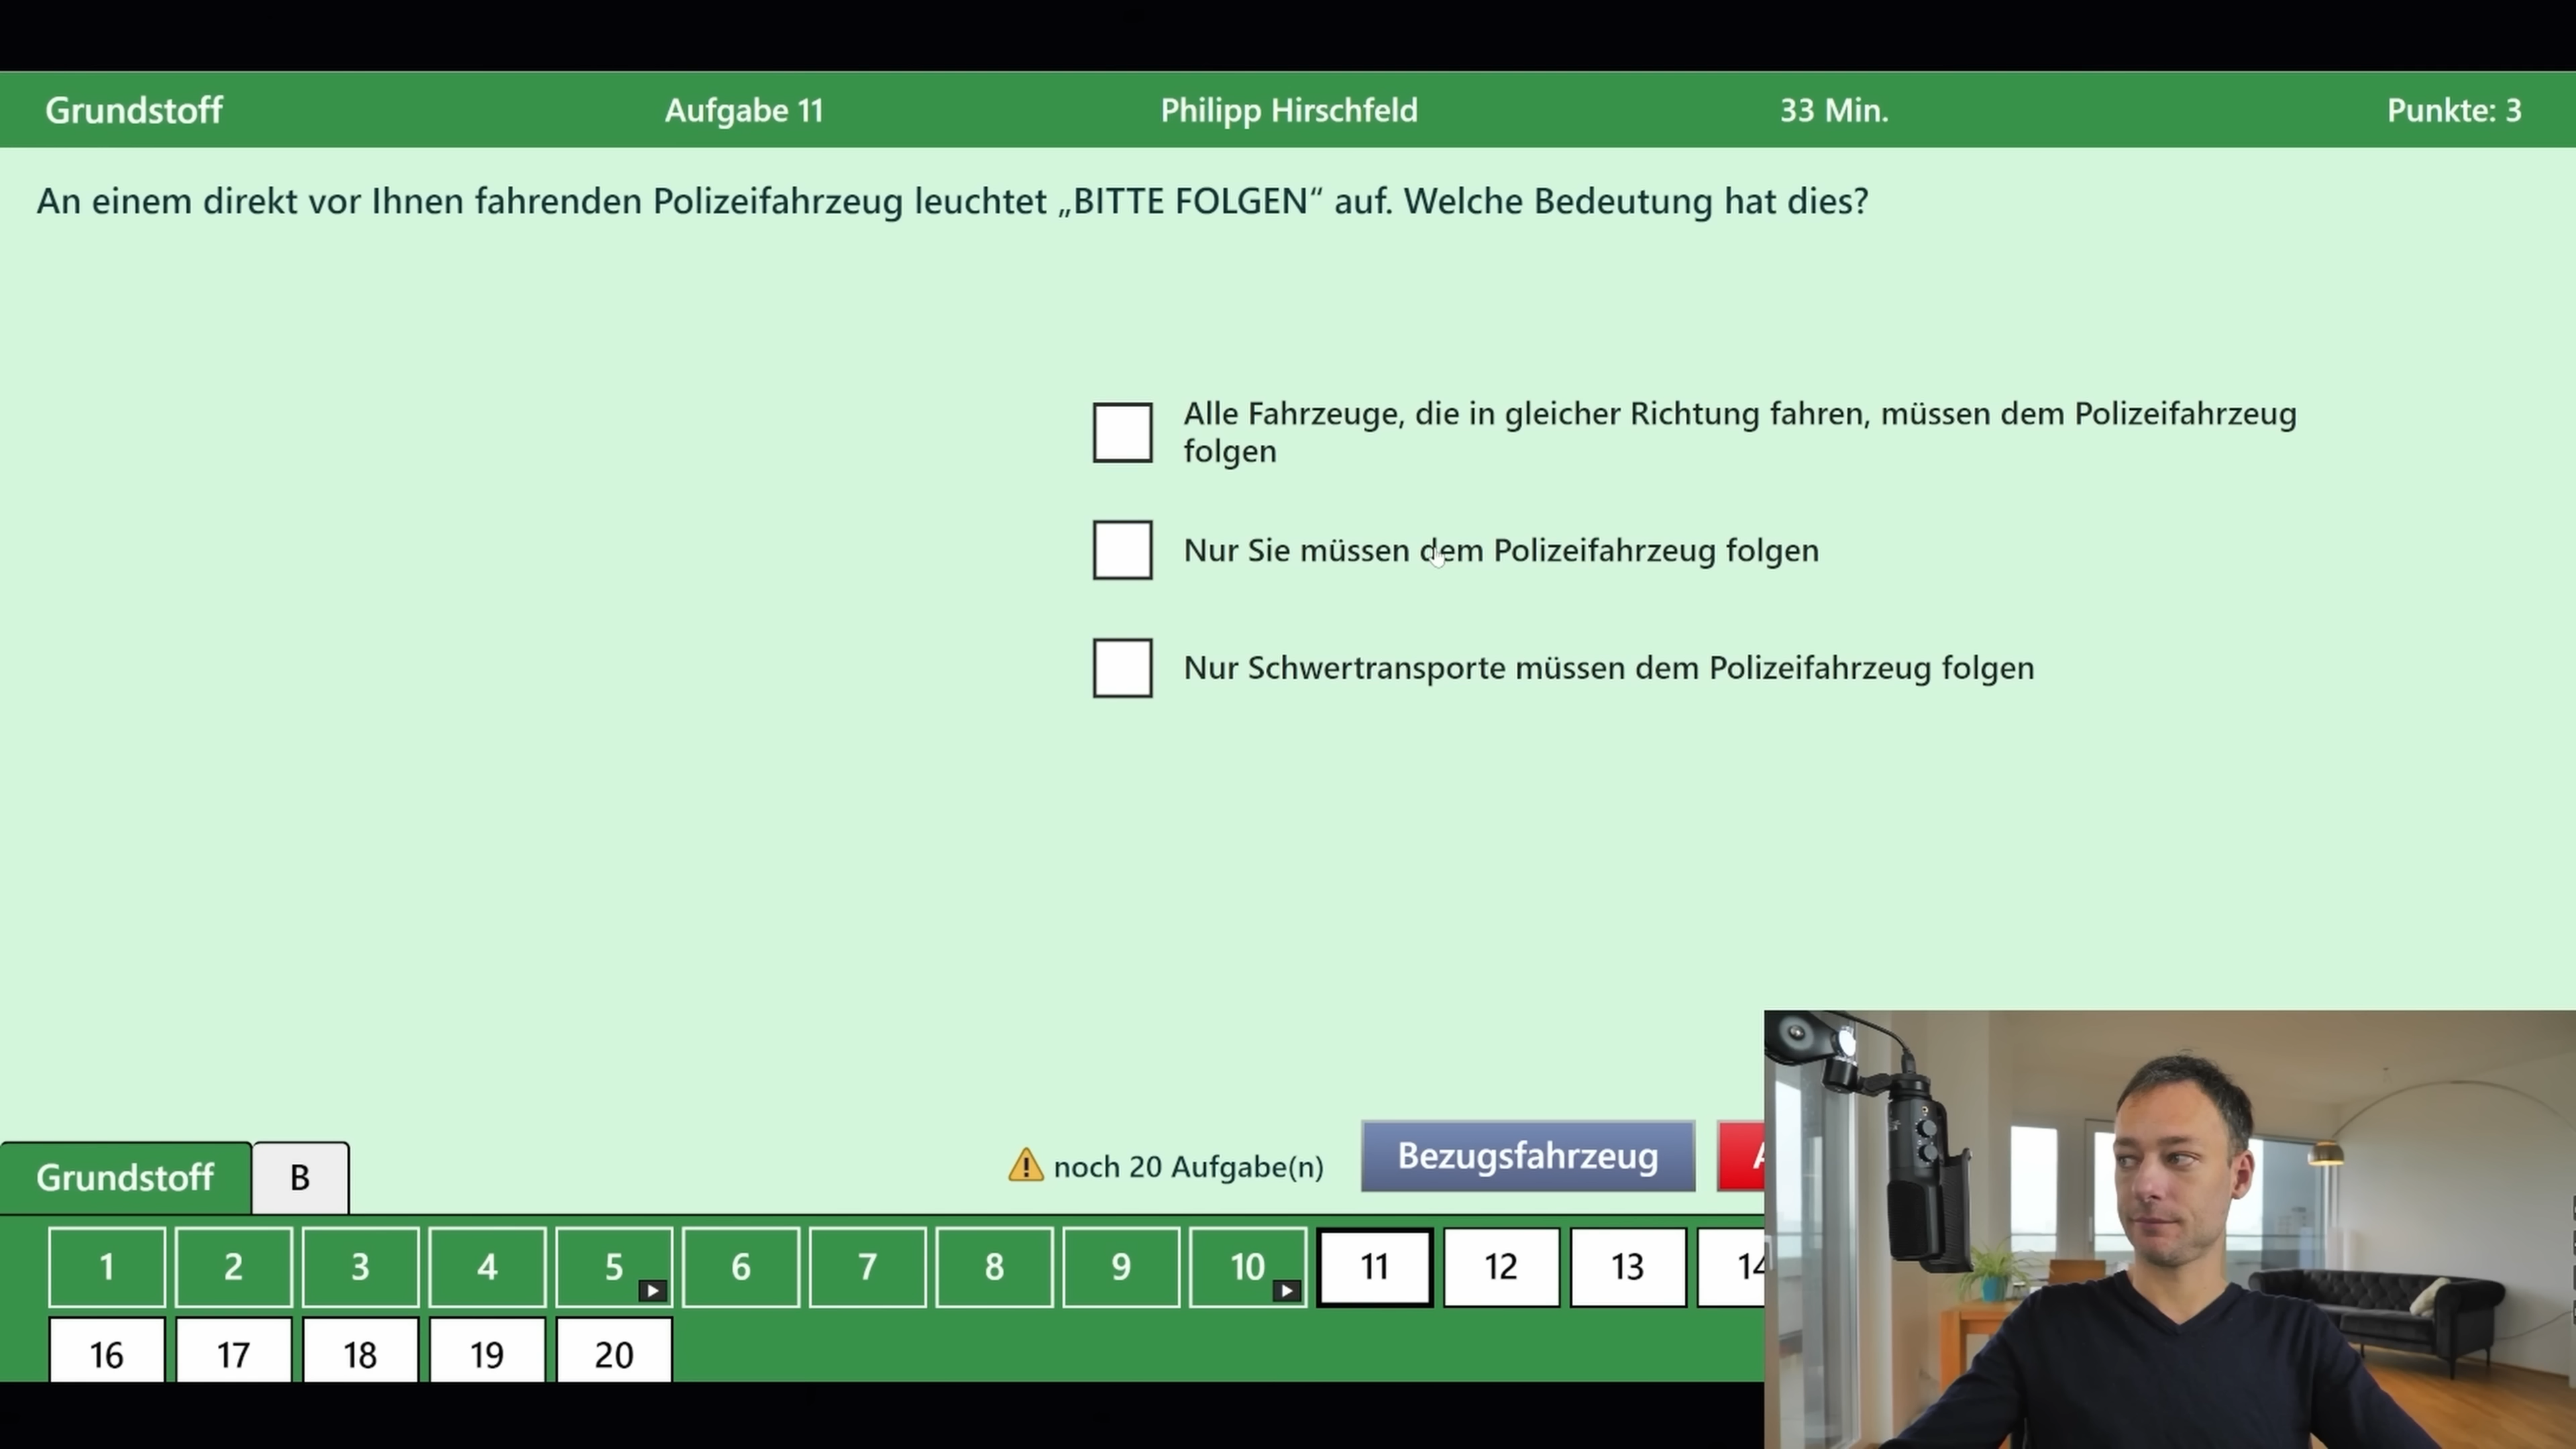 Grundstoff Aufgabe 11 Philipp Hirschfeld 33 Min. Punkte: 3
An einem direkt vor Ihnen fahrenden Polizeifahrzeug leuchtet „BITTE FOLGEN“ auf. Welche Bedeutung hat dies?
Alle Fahrzeuge, die in gleicher Richtung fahren, müssen dem Polizeifahrzeug
folgen
Nur Sie müssen dem Polizeifahrzeug folgen
Nur Schwertransporte müssen dem Polizeifahrzeug folgen
Grundstoff B noch 20 Aufgabe(n) Bezugsfahrzeug
1 2 3 4 5 6 7 8 9 10 11 12 13 14
16 17 18 19 20